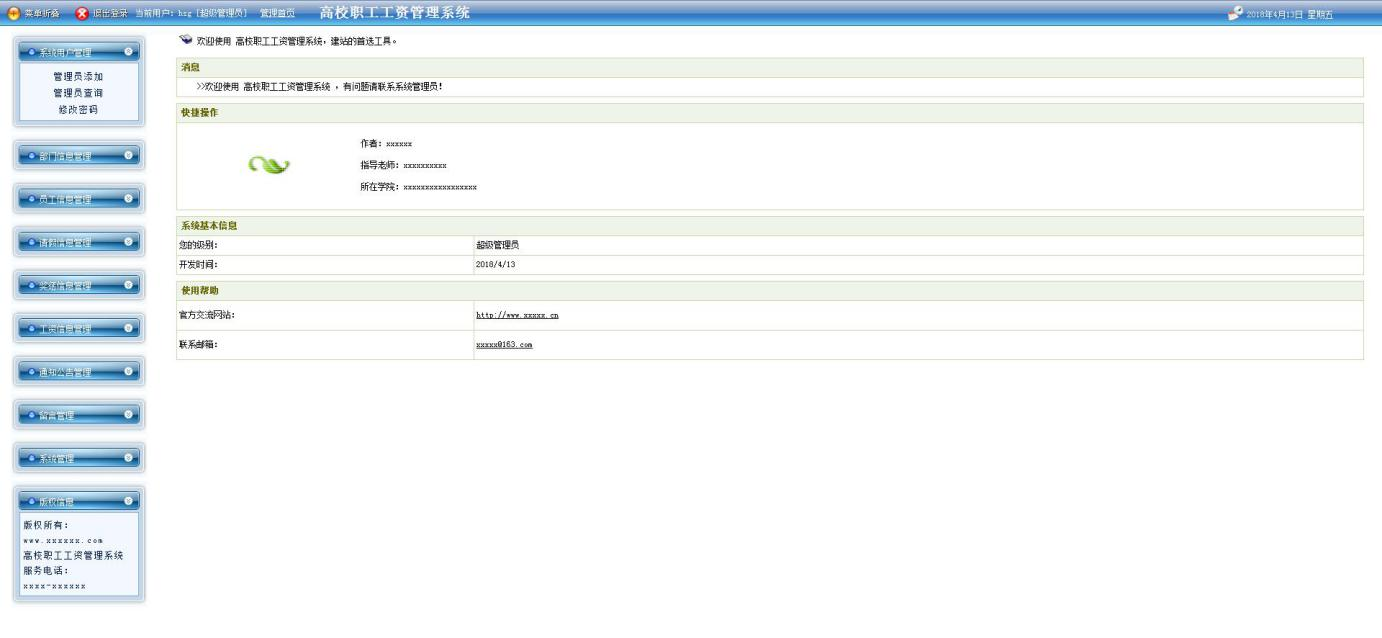 菜单折叠 退出登录 当前用户: hsg [超级管理员] 管理首页 高校职工工资管理系统 2018年4月13日 星期五
系统用户管理
管理员添加
管理员查询
修改密码
部门信息管理
员工信息管理
请假信息管理
奖惩信息管理
工资信息管理
通知公告管理
留言管理
系统管理
版权信息
版权所有:
www.xxxxxx.com
高校职工工资管理系统
服务电话:
xxxx-xxxxxx
欢迎使用 高校职工工资管理系统，建站的首选工具。
消息
>>欢迎使用 高校职工工资管理系统 ，有问题请联系系统管理员!
快捷操作
作者: xxxxxx
指导老师: xxxxxxxxxx
所在学院: xxxxxxxxxxxxxxxxx
系统基本信息
您的级别: 超级管理员
开发时间: 2018/4/13
使用帮助
官方交流网站: http://www.xxxxx.cn
联系邮箱: xxxxx@163.com